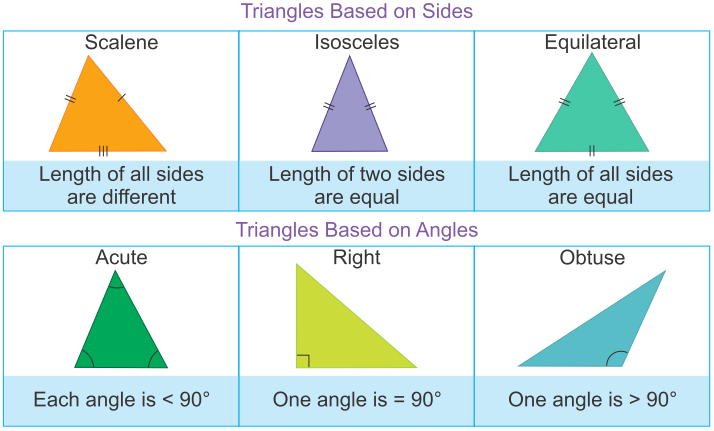 Triangles Based on Sides
Scalene
Isosceles
Equilateral
Length of all sides
are different
Length of two sides
are equal
Length of all sides
are equal
Triangles Based on Angles
Acute
Right
Obtuse
Each angle is < 90°
One angle is = 90°
One angle is > 90°